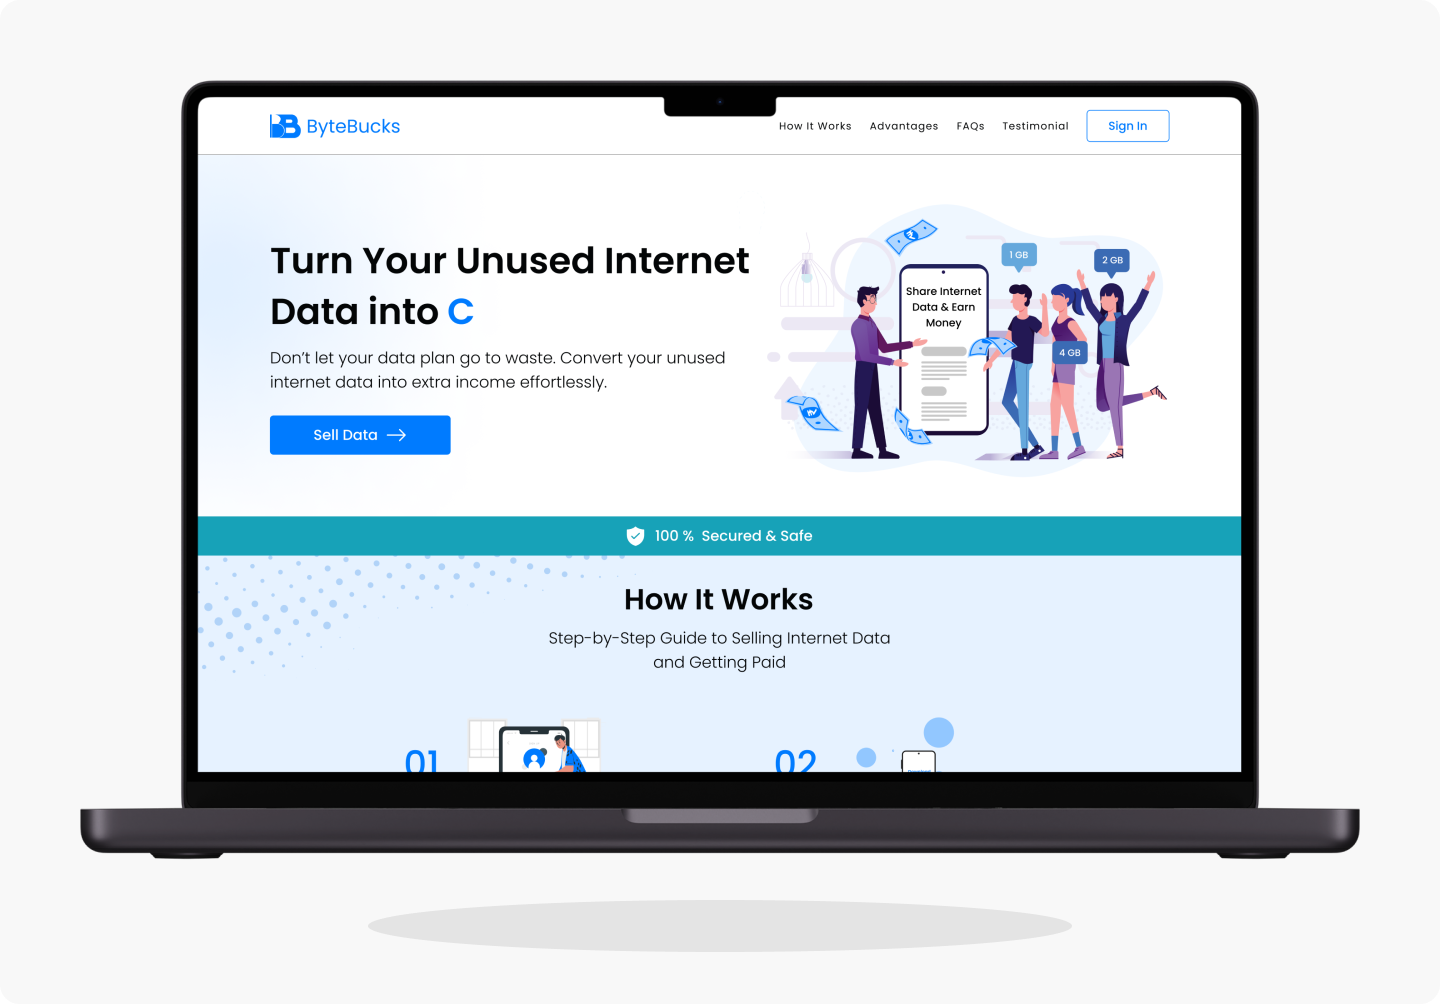 ByteBucks
How It Works Advantages FAQs Testimonial Sign In
Turn Your Unused Internet
Data into C
Don’t let your data plan go to waste. Convert your unused
internet data into extra income effortlessly.
Sell Data
Share Internet
Data & Earn
Money
1 GB
2 GB
4 GB
100 % Secured & Safe
How It Works
Step-by-Step Guide to Selling Internet Data
and Getting Paid
01
02